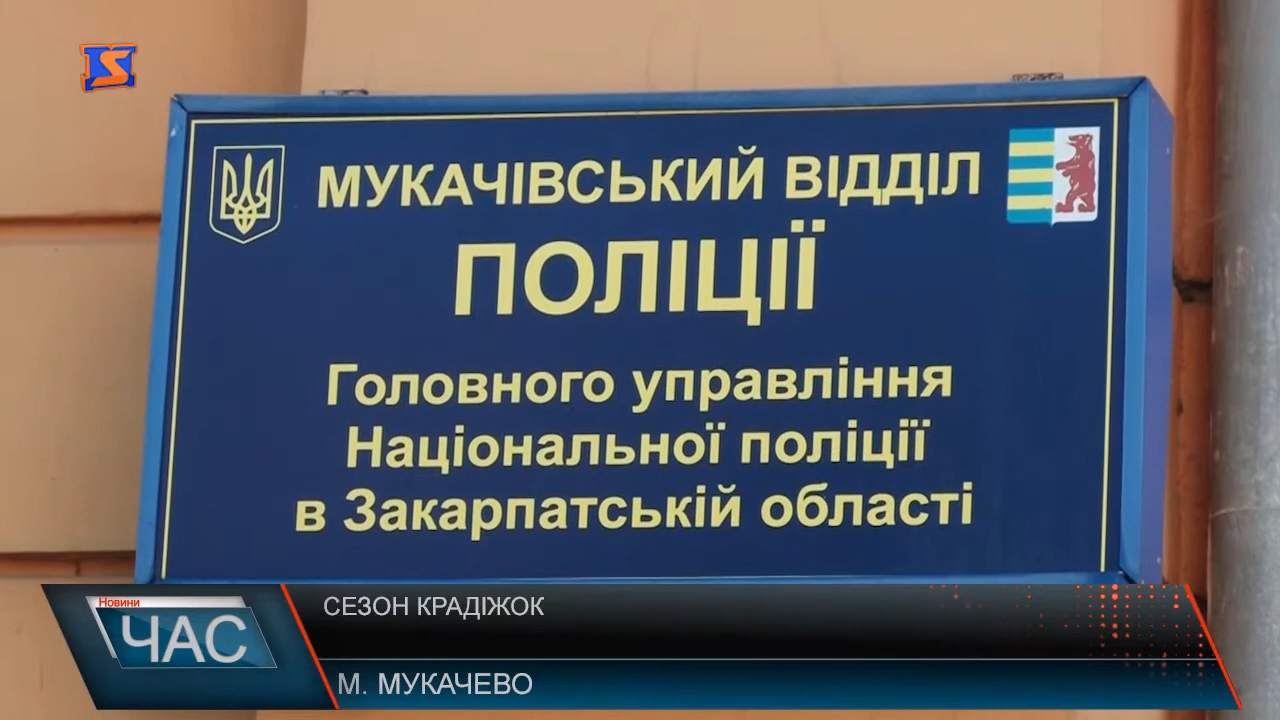 МУКАЧІВСЬКИЙ ВІДДІЛ
ПОЛІЦІЇ
Головного управління
Національної поліції
в Закарпатській області
Новини
ЧАС
СЕЗОН КРАДІЖОК
М. МУКАЧЕВО